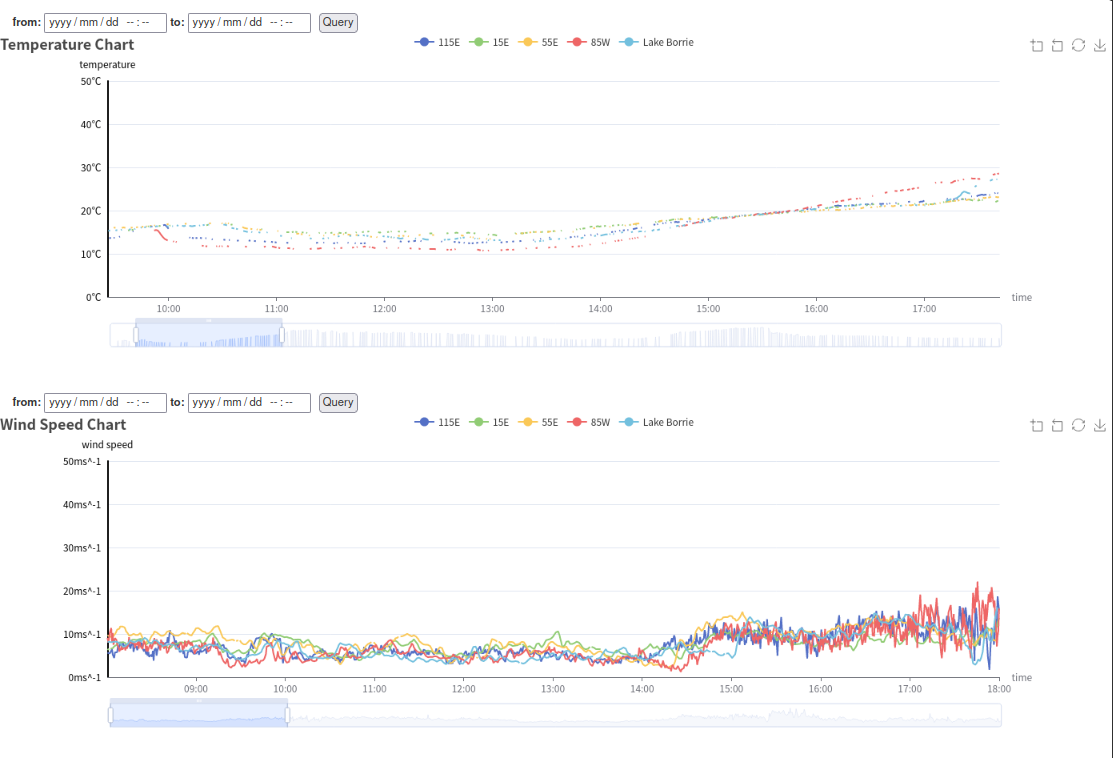 from: yyyy / mm / dd -- : -- to: yyyy / mm / dd -- : -- Query
Temperature Chart
115E 15E 55E 85W Lake Borrie
temperature
50°C
40°C
30°C
20°C
10°C
0°C
10:00 11:00 12:00 13:00 14:00 15:00 16:00 17:00
time
from: yyyy / mm / dd -- : -- to: yyyy / mm / dd -- : -- Query
Wind Speed Chart
115E 15E 55E 85W Lake Borrie
wind speed
50ms^-1
40ms^-1
30ms^-1
20ms^-1
10ms^-1
0ms^-1
09:00 10:00 11:00 12:00 13:00 14:00 15:00 16:00 17:00 18:00
time